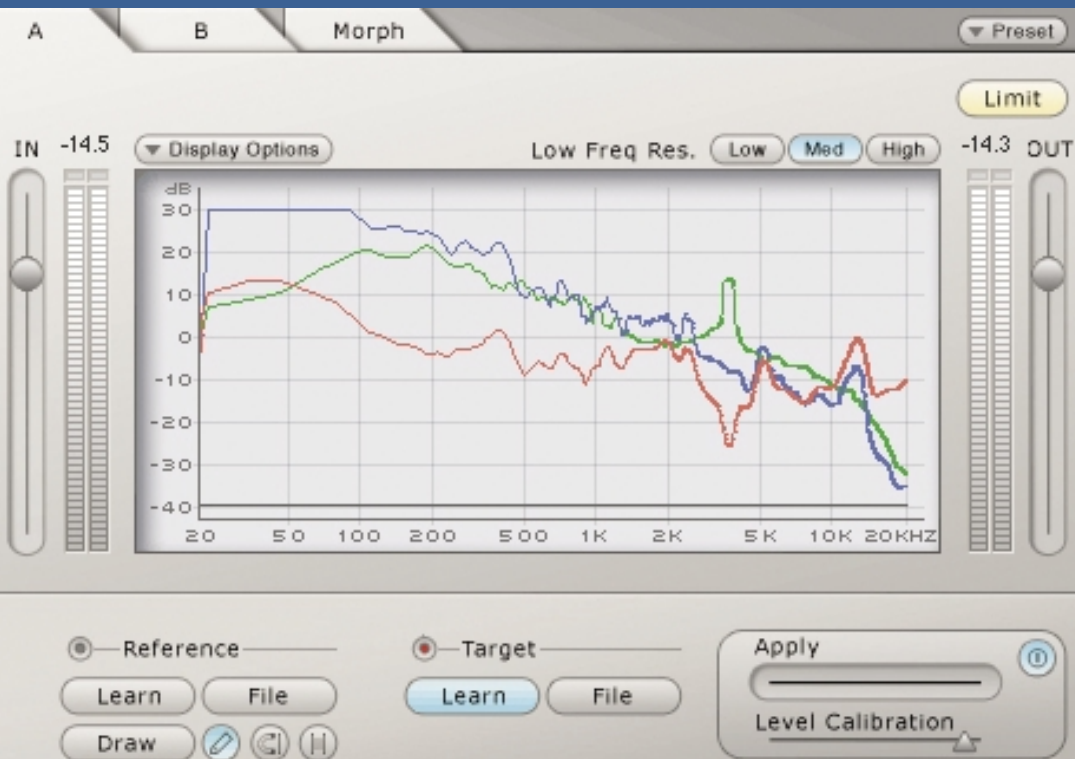 A B Morph Preset
Limit
IN -14.5 Display Options Low Freq Res. Low Med High -14.3 OUT
dB
30
20
10
0
-10
-20
-30
-40
20 50 100 200 500 1K 2K 5K 10K 20KHZ
Reference Target Apply
Learn File Learn File
Level Calibration
Draw